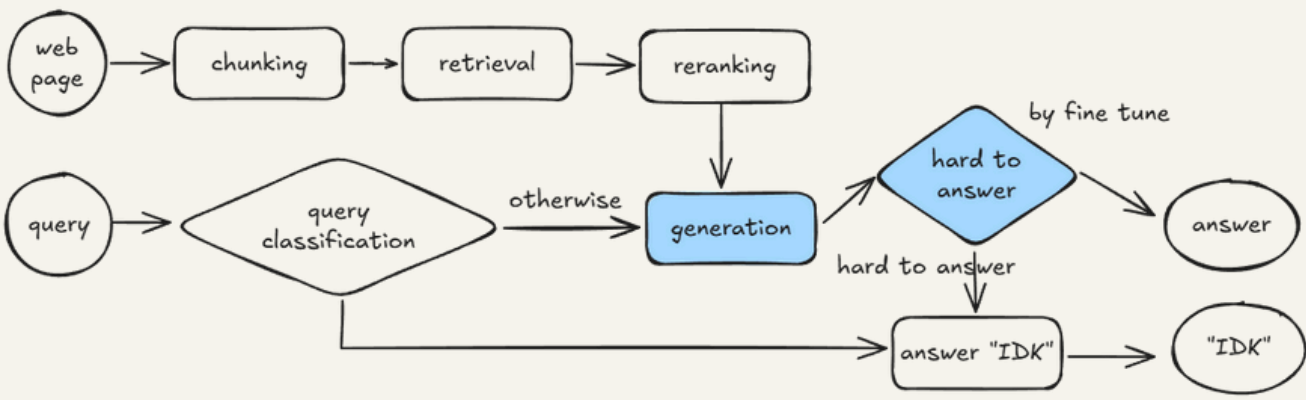 web
page
chunking
retrieval
reranking
by fine tune
hard to
answer
query
query
classification
otherwise
generation
answer
hard to answer
answer "IDK"
"IDK"